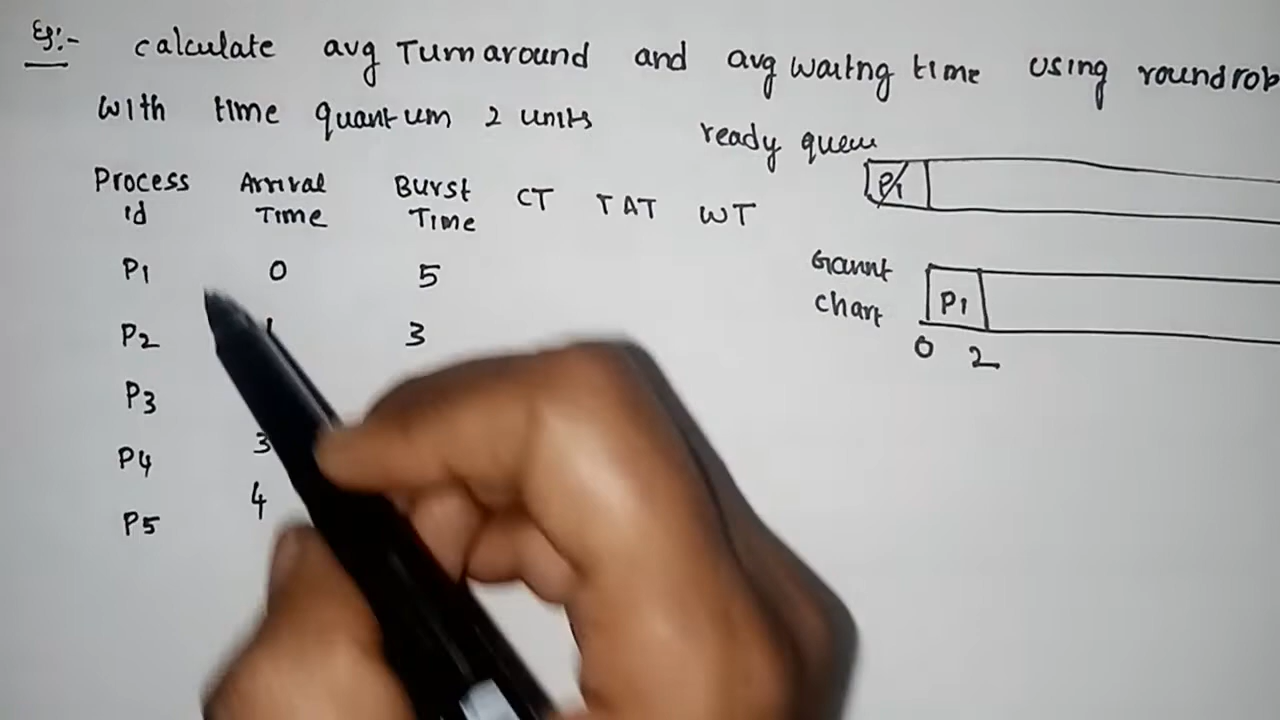 Eg:- calculate avg Turnaround and avg waitng time using roundrob
with time quantum 2 units
ready queue
Process id Arrival Time Burst Time CT TAT WT
P1
P1 0 5
Gannt chart P1
0 2
P2 1 3
P3
P4 3
P5 4